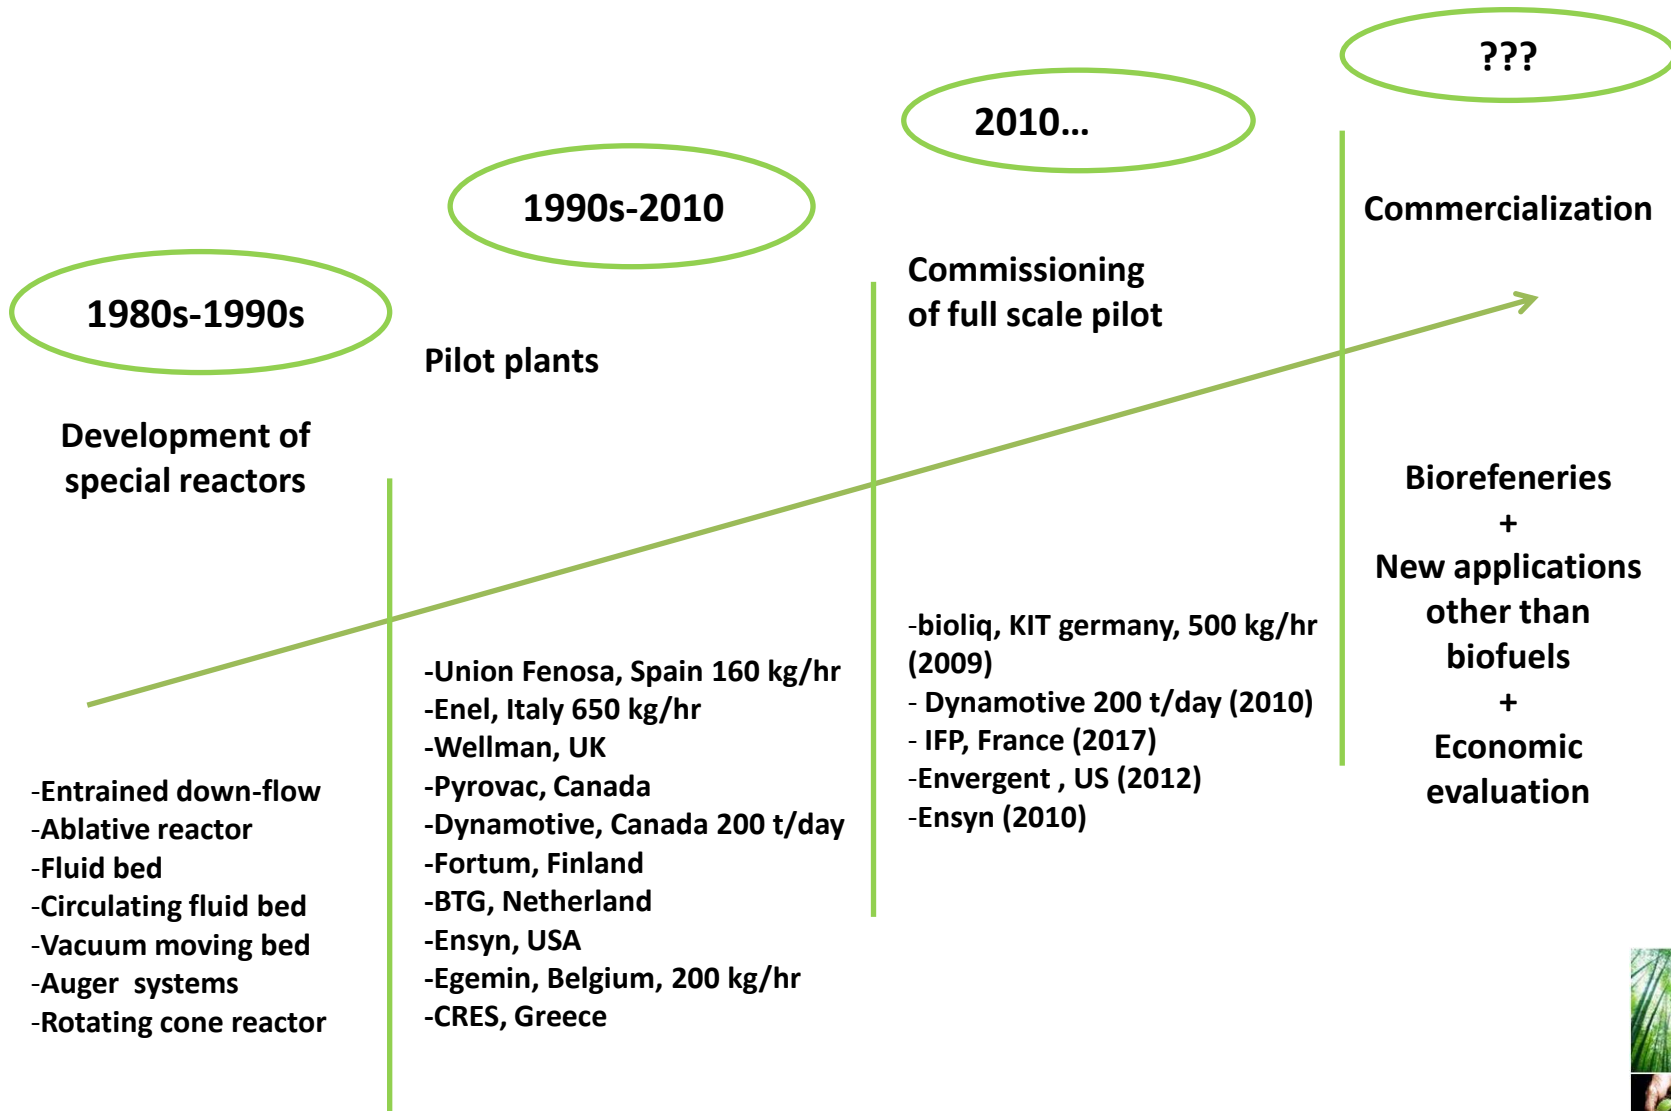 1980s-1990s
Development of
special reactors
-Entrained down-flow
-Ablative reactor
-Fluid bed
-Circulating fluid bed
-Vacuum moving bed
-Auger systems
-Rotating cone reactor
1990s-2010
Pilot plants
-Union Fenosa, Spain 160 kg/hr
-Enel, Italy 650 kg/hr
-Wellman, UK
-Pyrovac, Canada
-Dynamotive, Canada 200 t/day
-Fortum, Finland
-BTG, Netherland
-Ensyn, USA
-Egemin, Belgium, 200 kg/hr
-CRES, Greece
2010...
Commissioning
of full scale pilot
-bioliq, KIT germany, 500 kg/hr
(2009)
- Dynamotive 200 t/day (2010)
- IFP, France (2017)
-Envergent , US (2012)
-Ensyn (2010)
???
Commercialization
Biorefeneries
+
New applications
other than
biofuels
+
Economic
evaluation